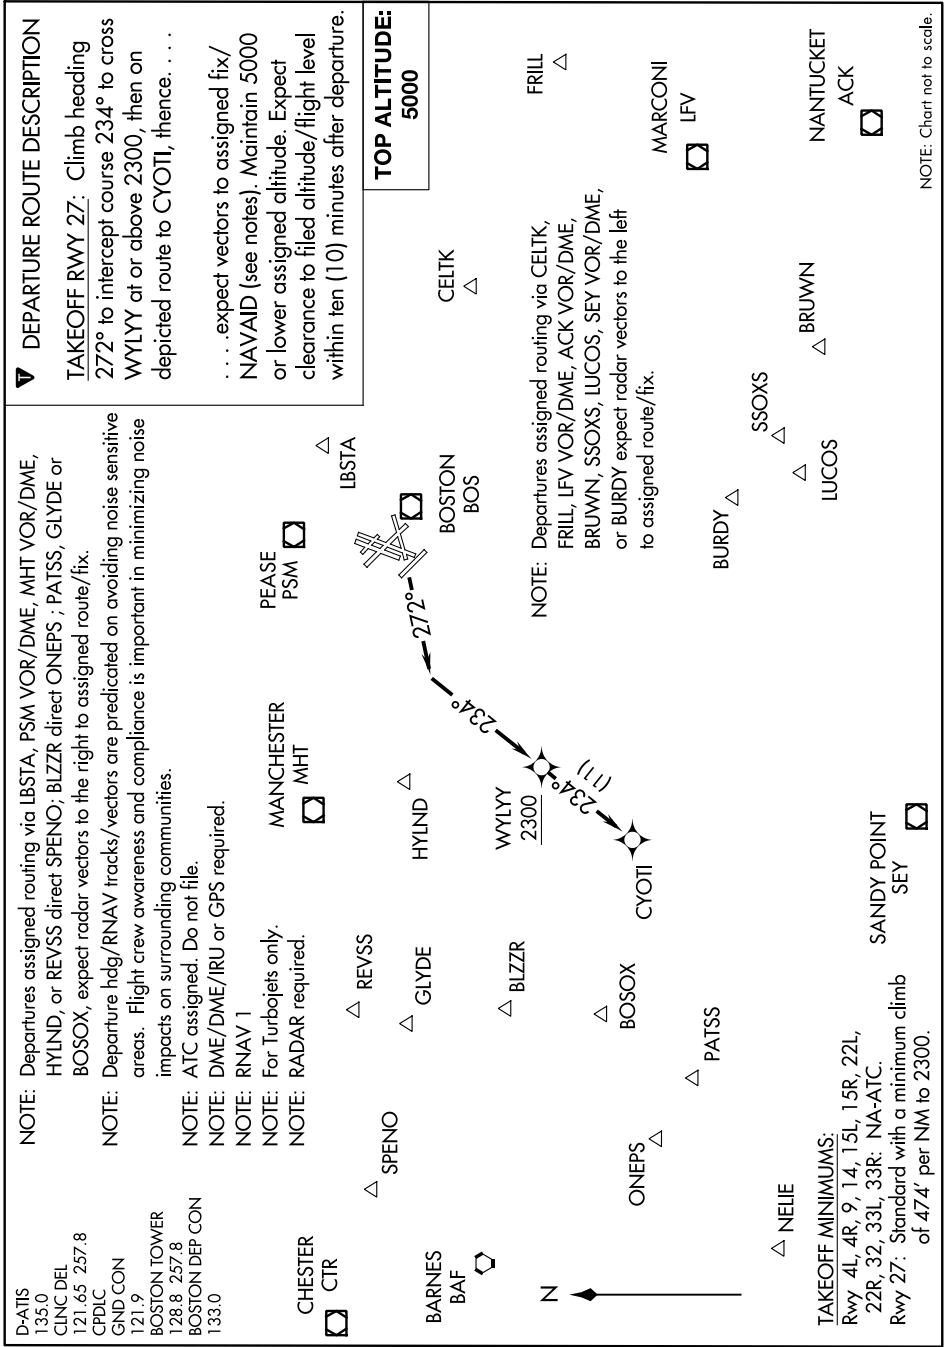 D-ATIS
135.0
CLNC DEL
121.65 257.8
CPDLC
GND CON
121.9
BOSTON TOWER
128.8 257.8
BOSTON DEP CON
133.0
NOTE: Departures assigned routing via LBSTA, PSM VOR/DME, MHT VOR/DME,
HYLND, or REVSS direct SPENO; BLZZR direct ONEPS ; PATSS, GLYDE or
BOSOX, expect radar vectors to the right to assigned route/fix.
NOTE: Departure hdg/RNAV tracks/vectors are predicated on avoiding noise sensitive
areas. Flight crew awareness and compliance is important in minimizing noise
impacts on surrounding communities.
NOTE: ATC assigned. Do not file.
NOTE: DME/DME/IRU or GPS required.
NOTE: RNAV 1
NOTE: For Turbojets only.
NOTE: RADAR required.
T DEPARTURE ROUTE DESCRIPTION
TAKEOFF RWY 27: Climb heading
272° to intercept course 234° to cross
WYLYY at or above 2300, then on
depicted route to CYOTI, thence. . . .
. . . .expect vectors to assigned fix/
NAVAID (see notes). Maintain 5000
or lower assigned altitude. Expect
clearance to filed altitude/flight level
within ten (10) minutes after departure.
TOP ALTITUDE:
5000
CHESTER
CTR
SPENO
REVSS
MANCHESTER
MHT
PEASE
PSM
LBSTA
BARNES
BAF
GLYDE
HYLND
272°
BOSTON
BOS
CELTK
FRILL
234°
BLZZR
WYLYY
2300
234°
(11)
NOTE: Departures assigned routing via CELTK,
FRILL, LFV VOR/DME, ACK VOR/DME,
BRUWN, SSOXS, LUCOS, SEY VOR/DME,
or BURDY expect radar vectors to the left
to assigned route/fix.
MARCONI
LFV
N
ONEPS
BOSOX
CYOTI
PATSS
BURDY
SSOXS
LUCOS
BRUWN
NANTUCKET
ACK
NELIE
SANDY POINT
SEY
TAKEOFF MINIMUMS:
Rwy 4L, 4R, 9, 14, 15L, 15R, 22L,
22R, 32, 33L, 33R: NA-ATC.
Rwy 27: Standard with a minimum climb
of 474' per NM to 2300.
NOTE: Chart not to scale.